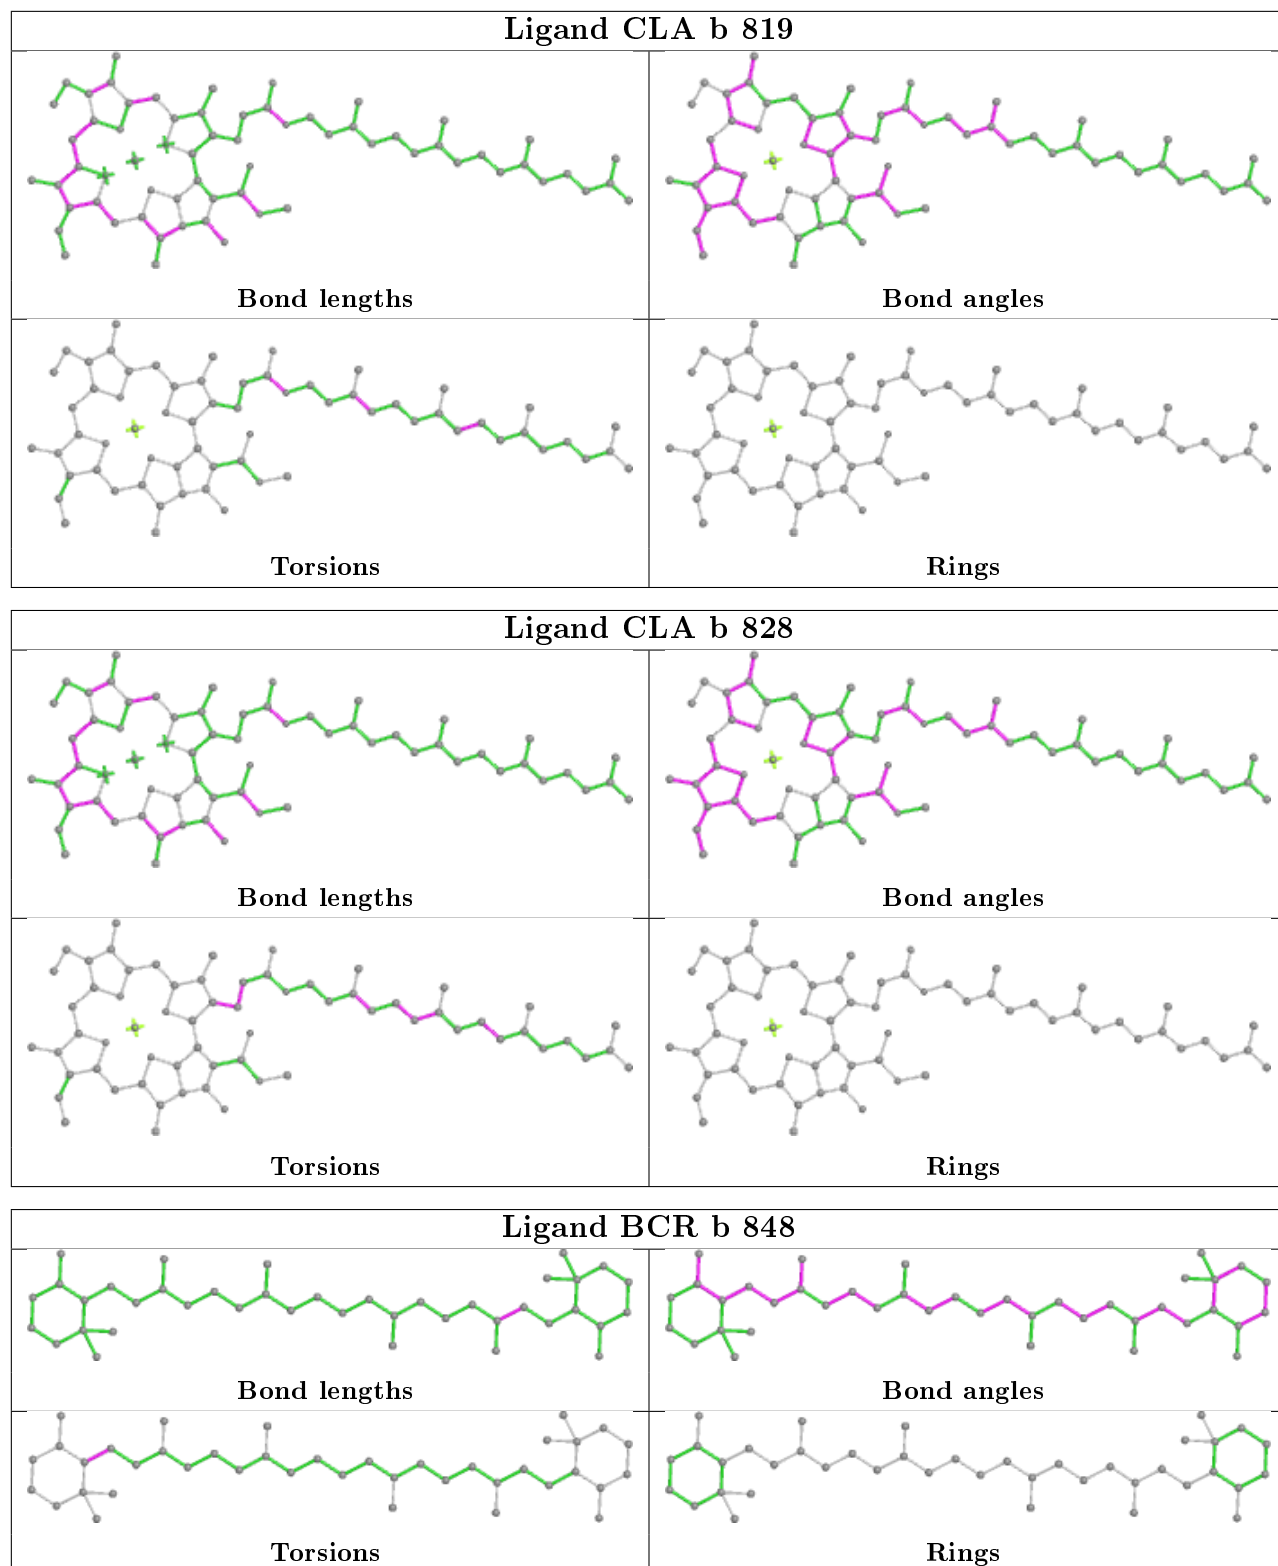 Ligand CLA b 819
Bond lengths
Bond angles
Torsions
Rings
Ligand CLA b 828
Bond lengths
Bond angles
Torsions
Rings
Ligand BCR b 848
Bond lengths
Bond angles
Torsions
Rings